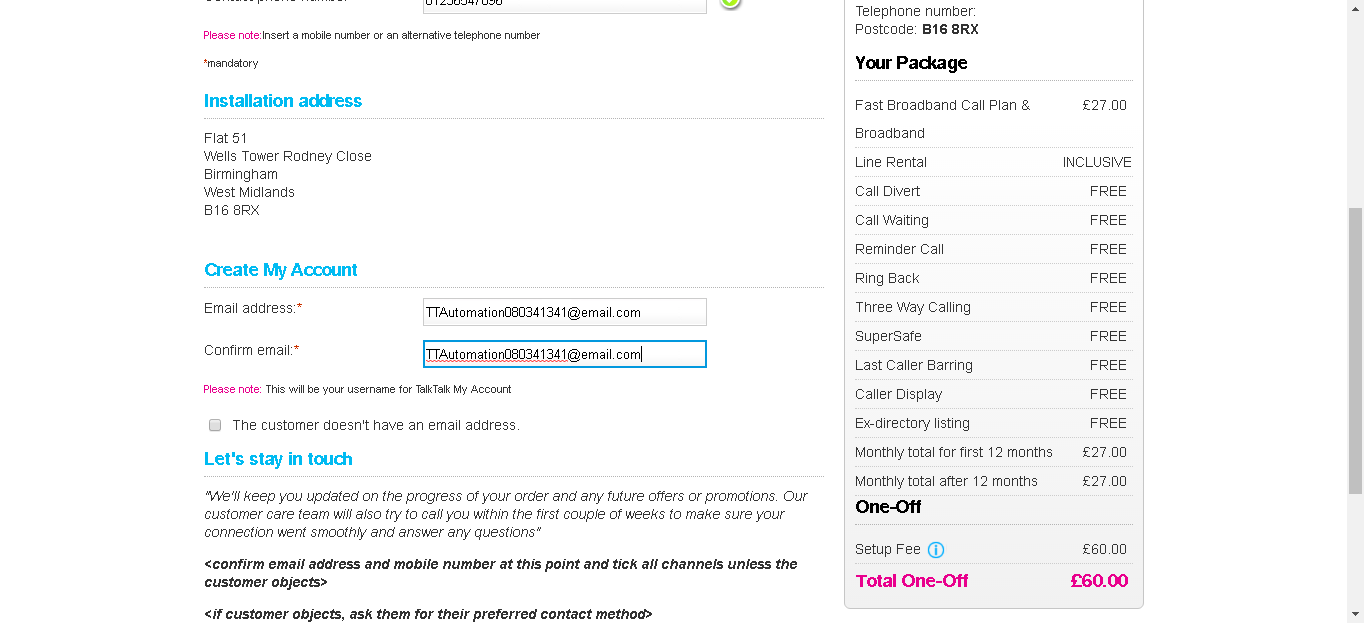 Please note:Insert a mobile number or an alternative telephone number
*mandatory
Installation address
Flat 51
Wells Tower Rodney Close
Birmingham
West Midlands
B16 8RX
Create My Account
Email address:*
TTAutomation080341341@email.com
Confirm email:*
TTAutomation080341341@email.com
Please note: This will be your username for TalkTalk My Account
The customer doesn't have an email address.
Let's stay in touch
"We'll keep you updated on the progress of your order and any future offers or promotions. Our
customer care team will also try to call you within the first couple of weeks to make sure your
connection went smoothly and answer any questions"
<confirm email address and mobile number at this point and tick all channels unless the
customer objects>
<if customer objects, ask them for their preferred contact method>
Telephone number:
Postcode: B16 8RX
Your Package
Fast Broadband Call Plan & £27.00
Broadband
Line Rental INCLUSIVE
Call Divert FREE
Call Waiting FREE
Reminder Call FREE
Ring Back FREE
Three Way Calling FREE
SuperSafe FREE
Last Caller Barring FREE
Caller Display FREE
Ex-directory listing FREE
Monthly total for first 12 months £27.00
Monthly total after 12 months £27.00
One-Off
Setup Fee £60.00
Total One-Off £60.00